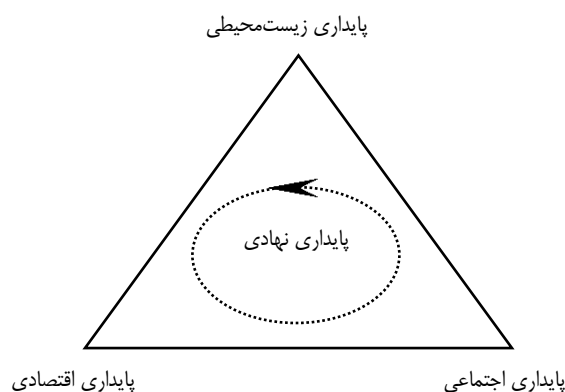 پایداری زیست‌محیطی
پایداری نهادی
پایداری اجتماعی
پایداری اقتصادی